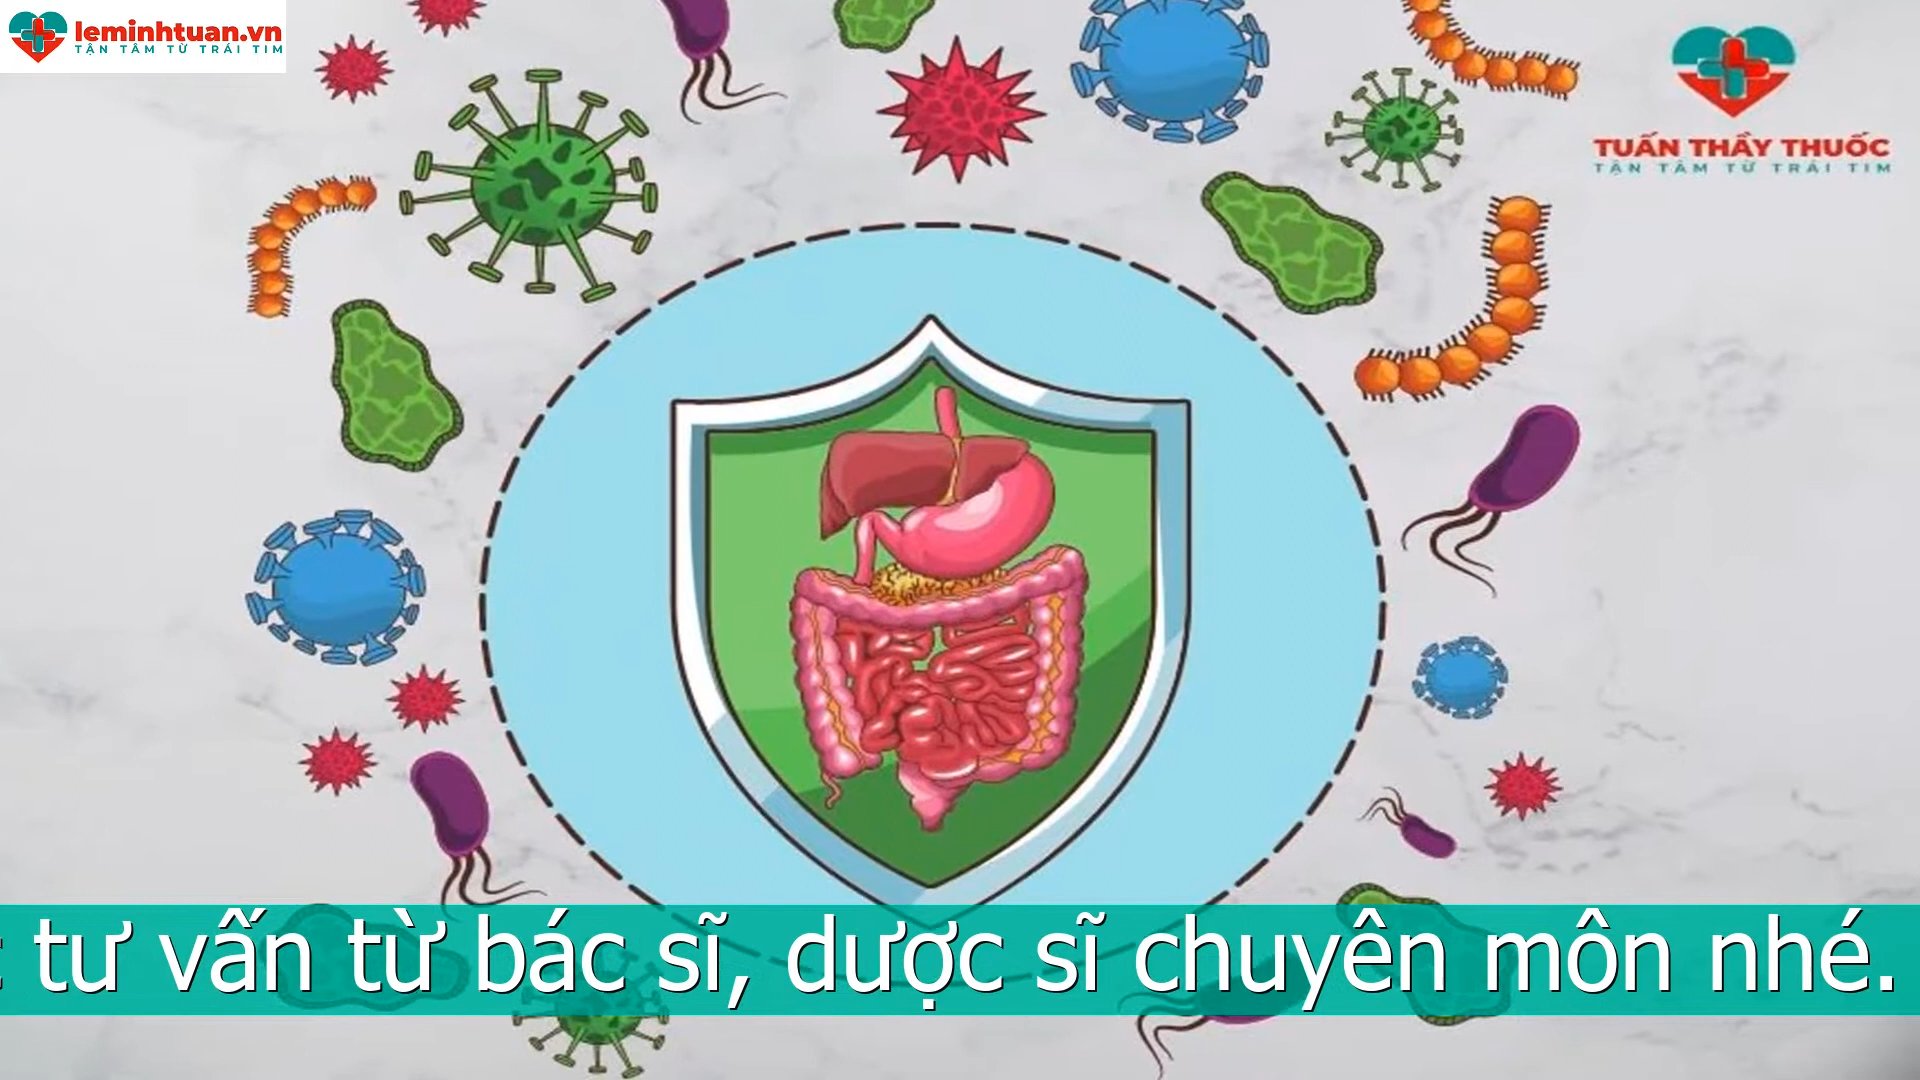 leminhtuan.vn
TẬN TÂM TỪ TRÁI TIM
TUẤN THẦY THUỐC
TẬN TÂM TỪ TRÁI TIM
tư vấn từ bác sĩ, dược sĩ chuyên môn nhé.